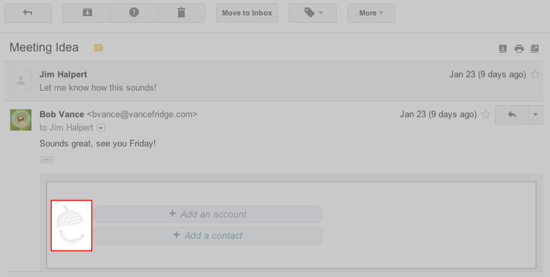 Move to Inbox
More
Meeting Idea
Jim Halpert
Jan 23 (9 days ago)
Let me know how this sounds!
Bob Vance <bvance@vancefridge.com>
Jan 23 (9 days ago)
to Jim Halpert
Sounds great, see you Friday!
+ Add an account
+ Add a contact